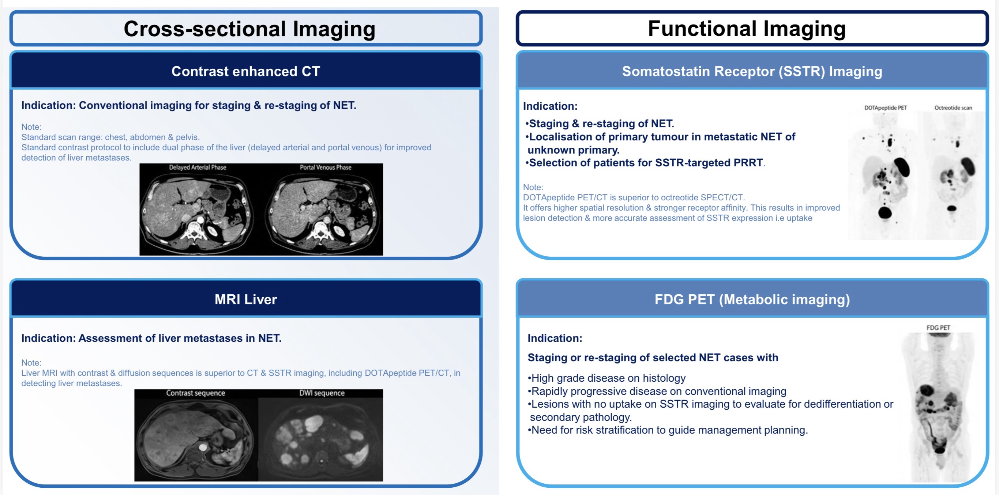 Cross-sectional Imaging
Contrast enhanced CT
Indication: Conventional imaging for staging & re-staging of NET.
Note:
Standard scan range: chest, abdomen & pelvis.
Standard contrast protocol to include dual phase of the liver (delayed arterial and portal venous) for improved
detection of liver metastases.
Delayed Arterial Phase
Portal Venous Phase
MRI Liver
Indication: Assessment of liver metastases in NET.
Note:
Liver MRI with contrast & diffusion sequences is superior to CT & SSTR imaging, including DOTApeptide PET/CT, in
detecting liver metastases.
Contrast sequence
DWI sequence
Functional Imaging
Somatostatin Receptor (SSTR) Imaging
Indication:
•Staging & re-staging of NET.
•Localisation of primary tumour in metastatic NET of
unknown primary.
•Selection of patients for SSTR-targeted PRRT.
Note:
DOTApeptide PET/CT is superior to octreotide SPECT/CT.
It offers higher spatial resolution & stronger receptor affinity. This results in improved
lesion detection & more accurate assessment of SSTR expression i.e uptake
DOTApeptide PET
Octreotide scan
FDG PET (Metabolic imaging)
Indication:
Staging or re-staging of selected NET cases with
•High grade disease on histology
•Rapidly progressive disease on conventional imaging
•Lesions with no uptake on SSTR imaging to evaluate for dedifferentiation or
secondary pathology.
•Need for risk stratification to guide management planning.
FDG PET